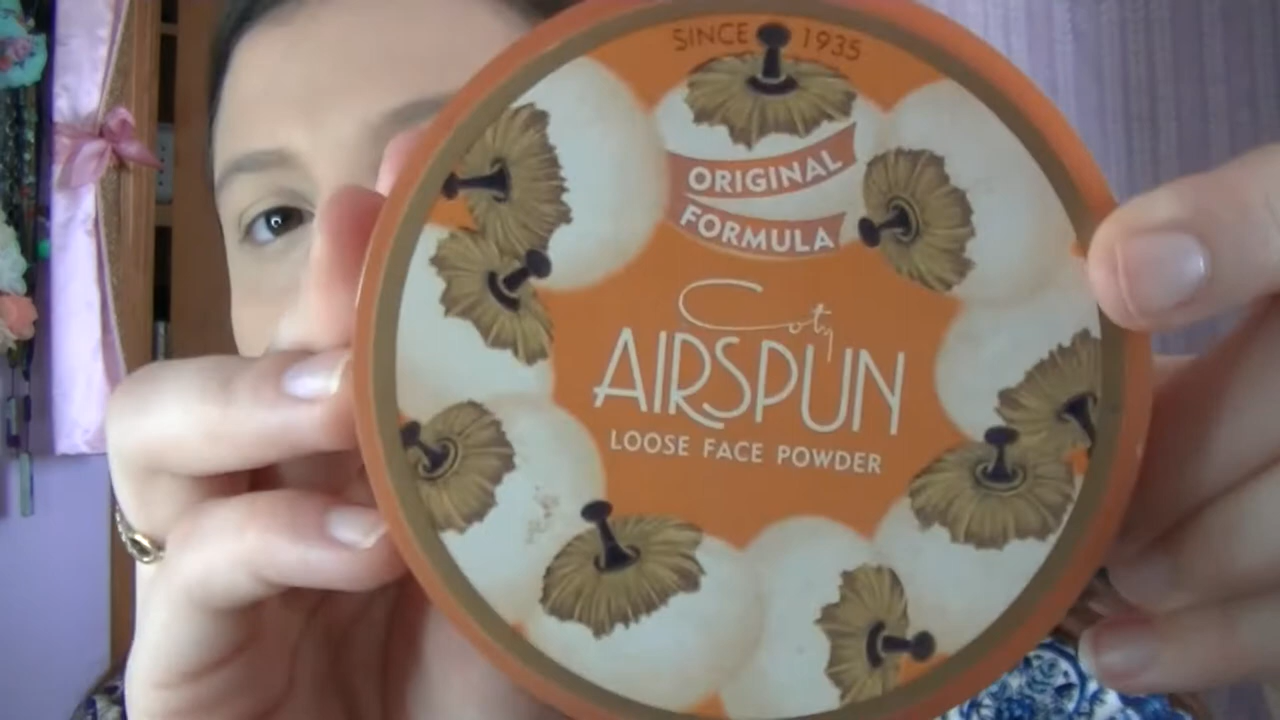 SINCE 1935
ORIGINAL
FORMULA
Coty
AIRSPUN
LOOSE FACE POWDER